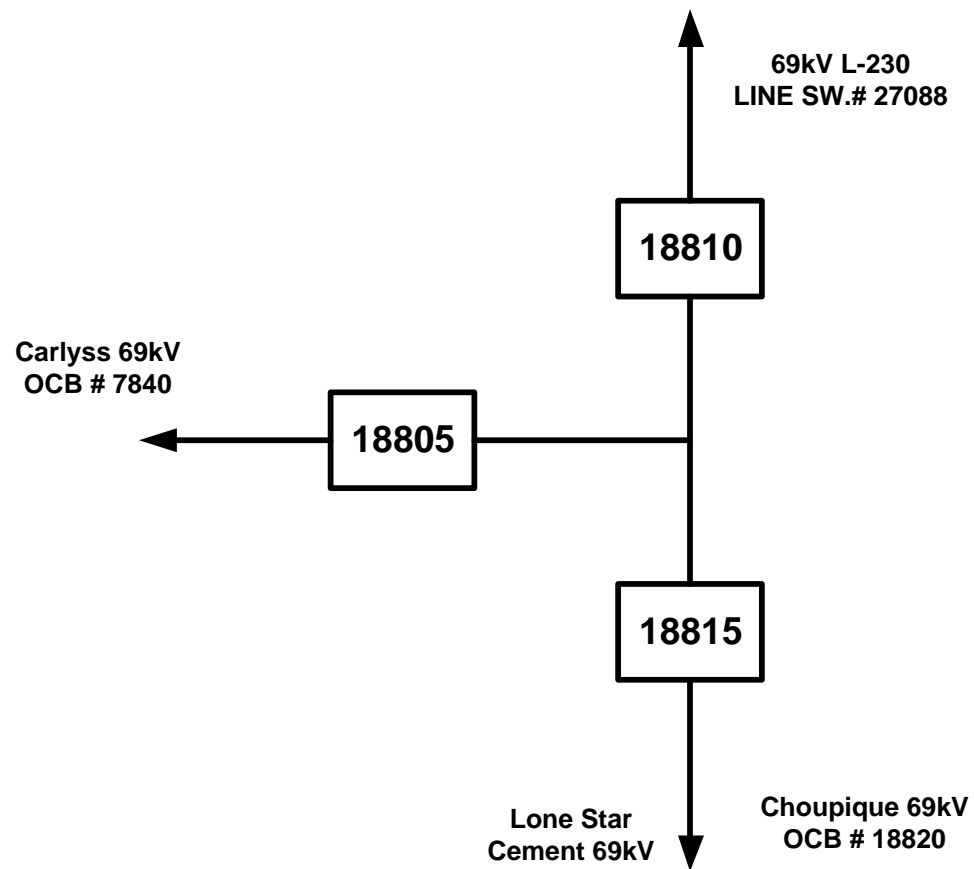 69kV L-230
LINE SW.# 27088
18810
Carlyss 69kV
OCB # 7840
18805
18815
Lone Star
Cement 69kV
Choupique 69kV
OCB # 18820